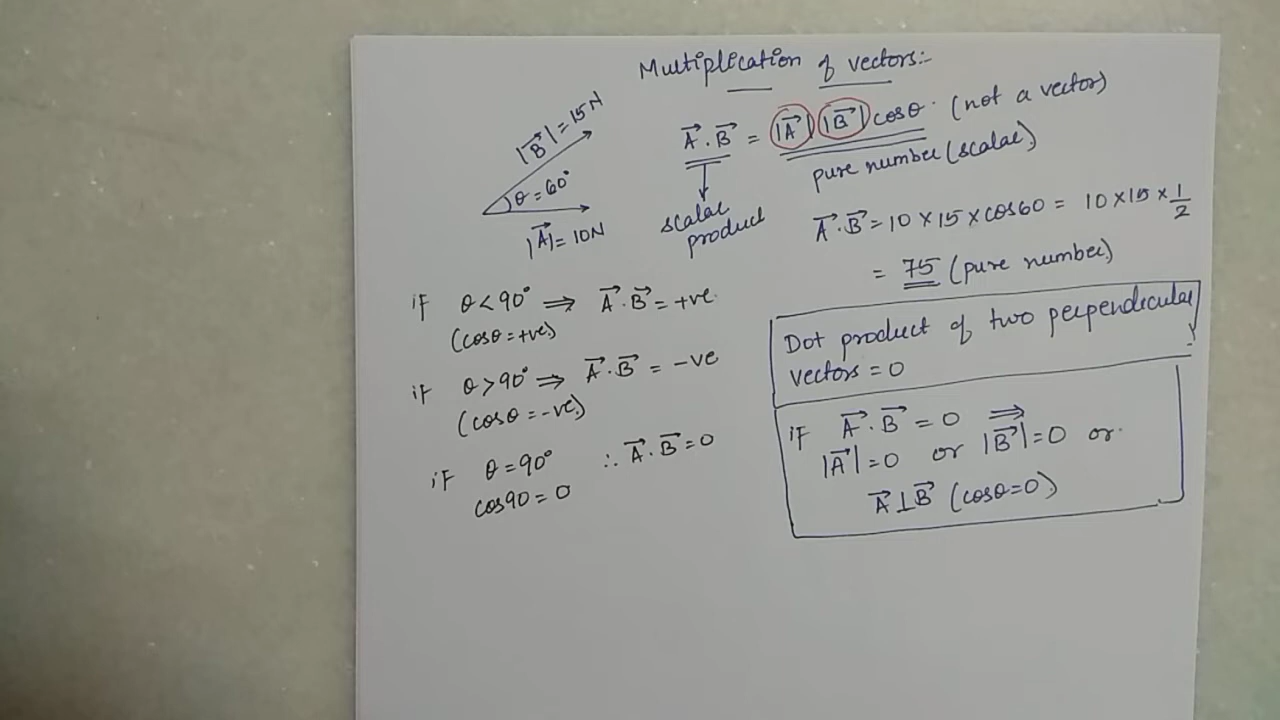 Multiplication of vectors:-
|B⃗| = 15N
θ = 60°
|A⃗| = 10N
A⃗ . B⃗ = |A⃗| |B⃗| cosθ. (not a vector)
pure number (scalar)
scalar
product
A⃗.B⃗ = 10 × 15 × cos60 = 10 × 15 × 1/2
= 75 (pure number)
if θ < 90° ⇒ A⃗.B⃗ = +ve.
(cosθ = +ve)
if θ > 90° ⇒ A⃗.B⃗ = -ve
(cosθ = -ve)
if θ = 90° ∴ A⃗.B⃗ = 0
cos90 = 0
Dot product of two perpendicular
vectors = 0
if A⃗.B⃗ = 0 ⇒
|A⃗| = 0 or |B⃗| = 0 or.
A⃗ ⊥ B⃗ (cosθ=0)